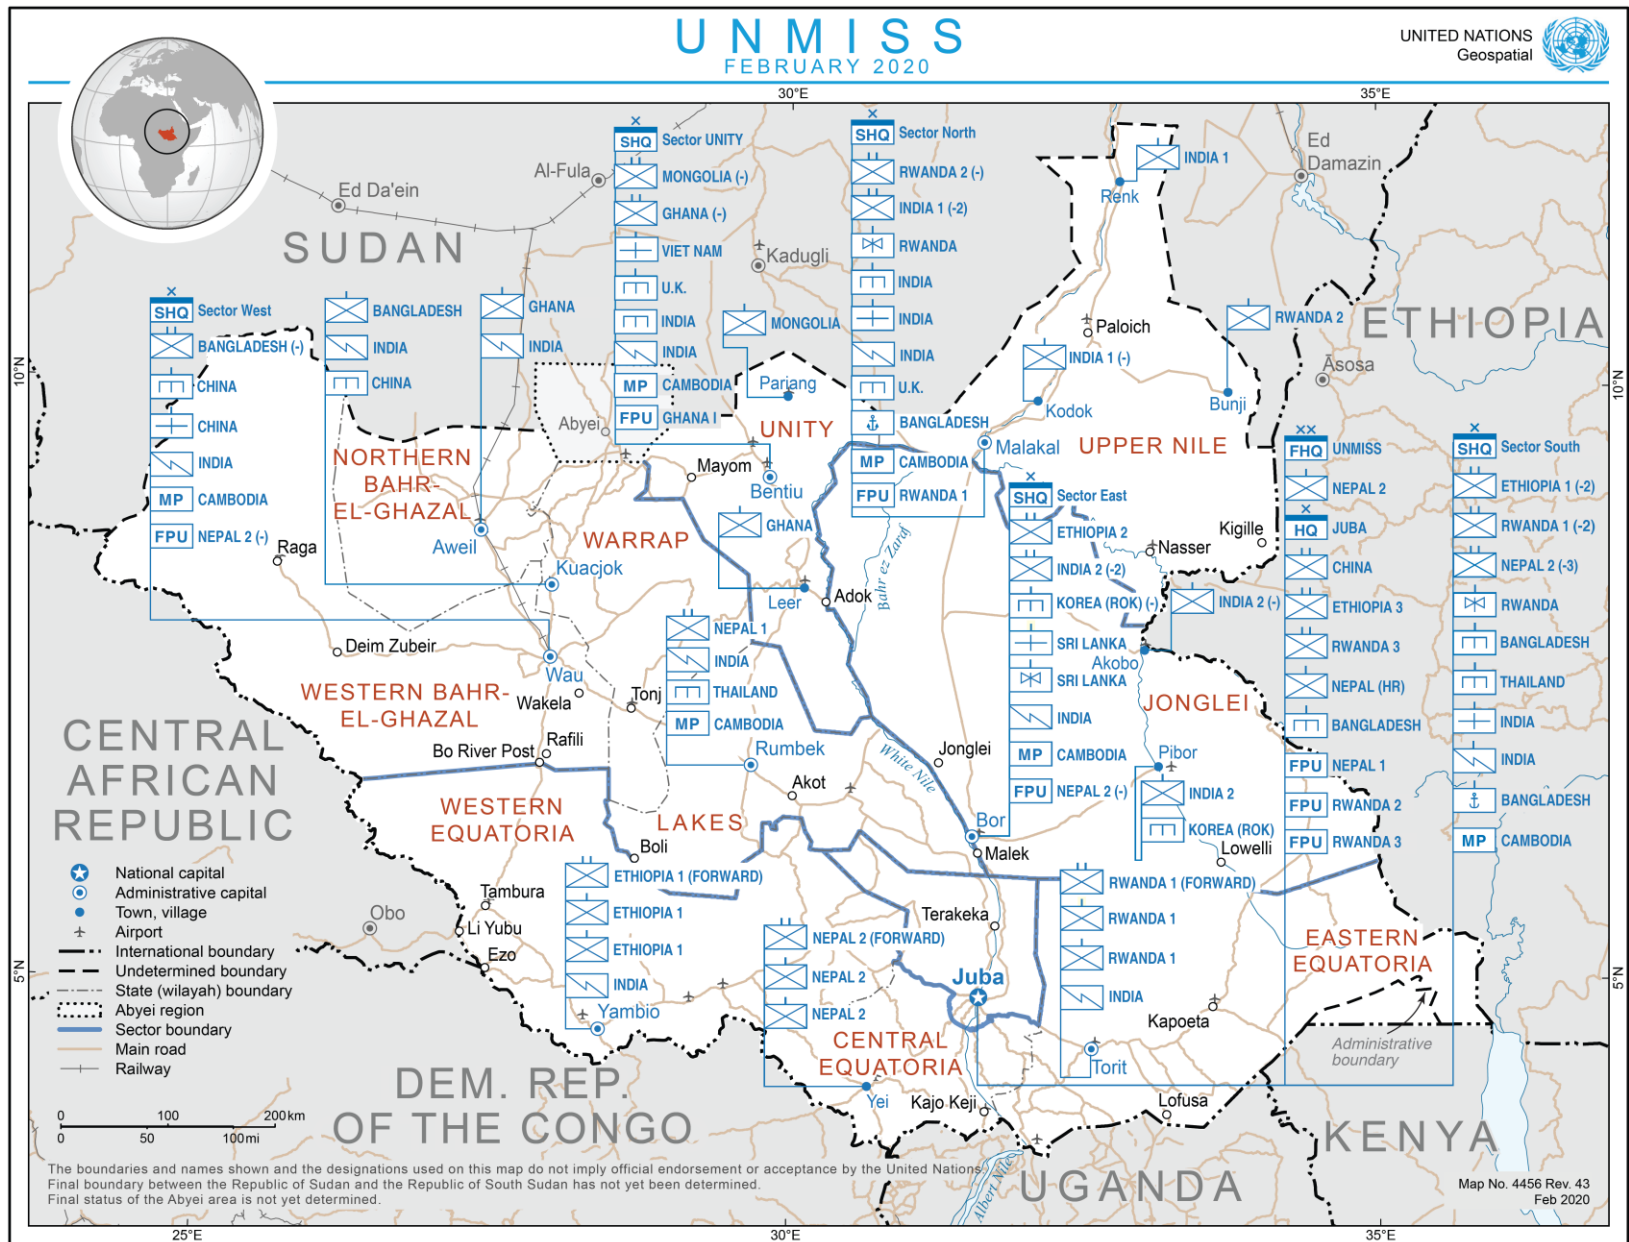 UNMISS
FEBRUARY 2020
UNITED NATIONS
Geospatial
30°E
35°E
10°N
10°N
5°N
5°N
25°E
30°E
35°E
SUDAN
ETHIOPIA
CENTRAL
AFRICAN
REPUBLIC
DEM. REP.
OF THE CONGO
UGANDA
KENYA
Ed Da'ein
Al-Fula
Kadugli
Ed
Damazin
Āsosa
Abyei
Obo
SHQ Sector West
BANGLADESH (-)
CHINA
CHINA
INDIA
MP CAMBODIA
FPU NEPAL 2 (-)
BANGLADESH
INDIA
CHINA
GHANA
INDIA
SHQ Sector UNITY
MONGOLIA (-)
GHANA (-)
VIET NAM
U.K.
INDIA
INDIA
MP CAMBODIA
FPU GHANA I
MONGOLIA
GHANA
SHQ Sector North
RWANDA 2 (-)
INDIA 1 (-2)
RWANDA
INDIA
INDIA
INDIA
U.K.
BANGLADESH
MP CAMBODIA
FPU RWANDA 1
INDIA 1
INDIA 1 (-)
RWANDA 2
SHQ Sector East
ETHIOPIA 2
INDIA 2 (-2)
KOREA (ROK) (-)
SRI LANKA
SRI LANKA
INDIA
MP CAMBODIA
FPU NEPAL 2 (-)
INDIA 2 (-)
INDIA 2
KOREA (ROK)
FHQ UNMISS
NEPAL 2
HQ JUBA
CHINA
ETHIOPIA 3
RWANDA 3
NEPAL (HR)
BANGLADESH
FPU NEPAL 1
FPU RWANDA 2
FPU RWANDA 3
SHQ Sector South
ETHIOPIA 1 (-2)
RWANDA 1 (-2)
NEPAL 2 (-3)
RWANDA
BANGLADESH
THAILAND
INDIA
INDIA
BANGLADESH
MP CAMBODIA
NEPAL 1
INDIA
THAILAND
MP CAMBODIA
ETHIOPIA 1 (FORWARD)
ETHIOPIA 1
ETHIOPIA 1
INDIA
NEPAL 2 (FORWARD)
NEPAL 2
NEPAL 2
RWANDA 1 (FORWARD)
RWANDA 1
RWANDA 1
INDIA
NORTHERN
BAHR-
EL-GHAZAL
WARRAP
UNITY
UPPER NILE
WESTERN BAHR-
EL-GHAZAL
WESTERN
EQUATORIA
LAKES
JONGLEI
CENTRAL
EQUATORIA
EASTERN
EQUATORIA
Renk
Paloich
Kodok
Bunji
Malakal
Pariang
Mayom
Bentiu
Leer
Adok
Bahr ez Zaraf
Nasser
Kigille
Akobo
Raga
Aweil
Kuacjok
Deim Zubeir
Wau
Wakela
Tonj
Rafili
Bo River Post
Rumbek
Akot
Jonglei
White Nile
Pibor
Bor
Malek
Lowelli
Boli
Tambura
Li Yubu
Ezo
Yambio
Terakeka
Juba
Kapoeta
Torit
Yei
Kajo Keji
Lofusa
Albert Nile
Administrative
boundary
National capital
Administrative capital
Town, village
Airport
International boundary
Undetermined boundary
State (wilayah) boundary
Abyei region
Sector boundary
Main road
Railway
0 100 200 km
0 50 100 mi
The boundaries and names shown and the designations used on this map do not imply official endorsement or acceptance by the United Nations.
Final boundary between the Republic of Sudan and the Republic of South Sudan has not yet been determined.
Final status of the Abyei area is not yet determined.
Map No. 4456 Rev. 43
Feb 2020